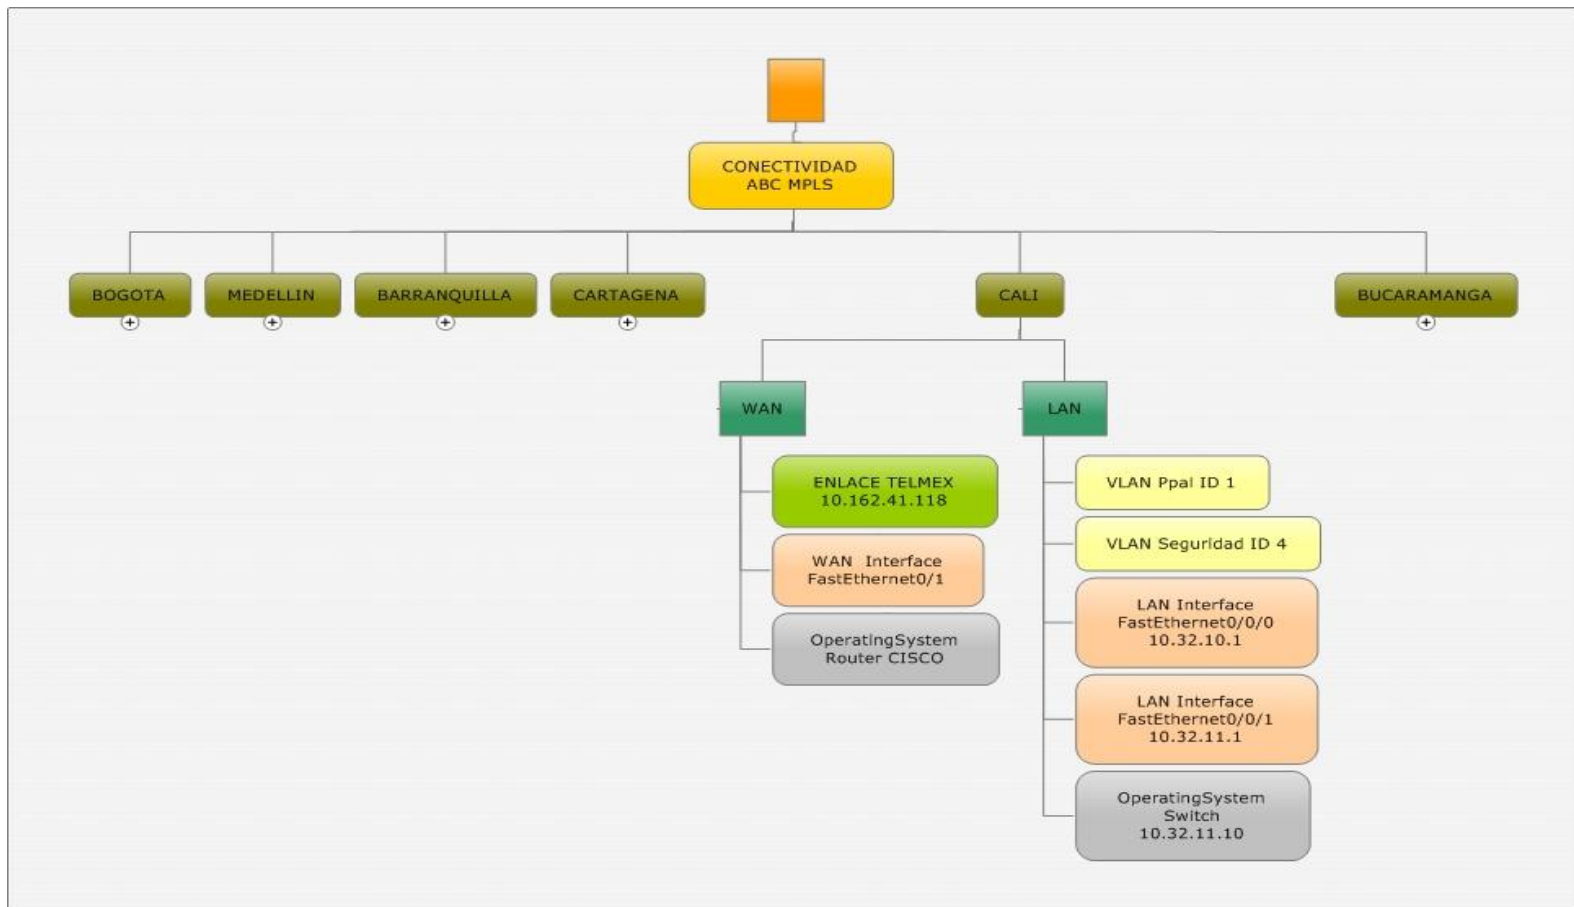 CONECTIVIDAD
ABC MPLS
BOGOTA
MEDELLIN
BARRANQUILLA
CARTAGENA
CALI
BUCARAMANGA
WAN
LAN
ENLACE TELMEX
10.162.41.118
WAN Interface
FastEthernet0/1
OperatingSystem
Router CISCO
VLAN Ppal ID 1
VLAN Seguridad ID 4
LAN Interface
FastEthernet0/0/0
10.32.10.1
LAN Interface
FastEthernet0/0/1
10.32.11.1
OperatingSystem
Switch
10.32.11.10